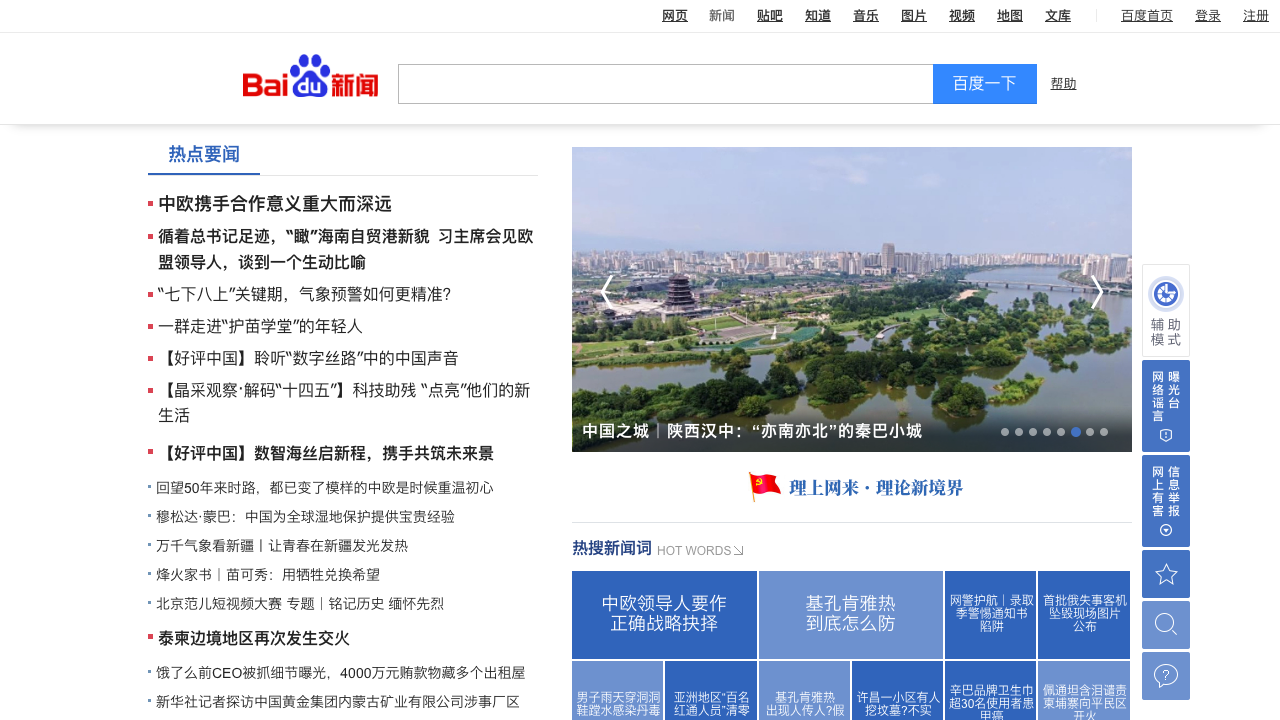 网页 新闻 贴吧 知道 音乐 图片 视频 地图 文库 百度首页 登录 注册
Bai du 新闻 百度一下 帮助
热点要闻
中欧携手合作意义重大而深远
循着总书记足迹，“瞰”海南自贸港新貌 习主席会见欧
盟领导人，谈到一个生动比喻
“七下八上”关键期，气象预警如何更精准？
一群走进“护苗学堂”的年轻人
【好评中国】聆听“数字丝路”中的中国声音
【晶采观察·解码“十四五”】科技助残 “点亮”他们的新
生活
【好评中国】数智海丝启新程，携手共筑未来景
回望50年来时路，都已变了模样的中欧是时候重温初心
穆松达·蒙巴：中国为全球湿地保护提供宝贵经验
万千气象看新疆丨让青春在新疆发光发热
烽火家书｜苗可秀：用牺牲兑换希望
北京范儿短视频大赛 专题｜铭记历史 缅怀先烈
泰柬边境地区再次发生交火
饿了么前CEO被抓细节曝光，4000万元贿款物藏多个出租屋
新华社记者探访中国黄金集团内蒙古矿业有限公司涉事厂区
中国之城｜陕西汉中：“亦南亦北”的秦巴小城
理上网来·理论新境界
热搜新闻词 HOT WORDS
中欧领导人要作
正确战略抉择
基孔肯雅热
到底怎么防
网警护航｜录取
季警惕通知书
陷阱
首批俄失事客机
坠毁现场图片
公布
男子雨天穿洞洞
鞋蹚水感染丹毒
亚洲地区“百名
红通人员”清零
基孔肯雅热
出现人传人?假
许昌一小区有人
挖坟墓?不实
辛巴品牌卫生巾
超30名使用者患
甲癌
佩通坦含泪谴责
柬埔寨向平民区
开火
辅助
模式
网络谣言
曝光台
网上有害
信息举报